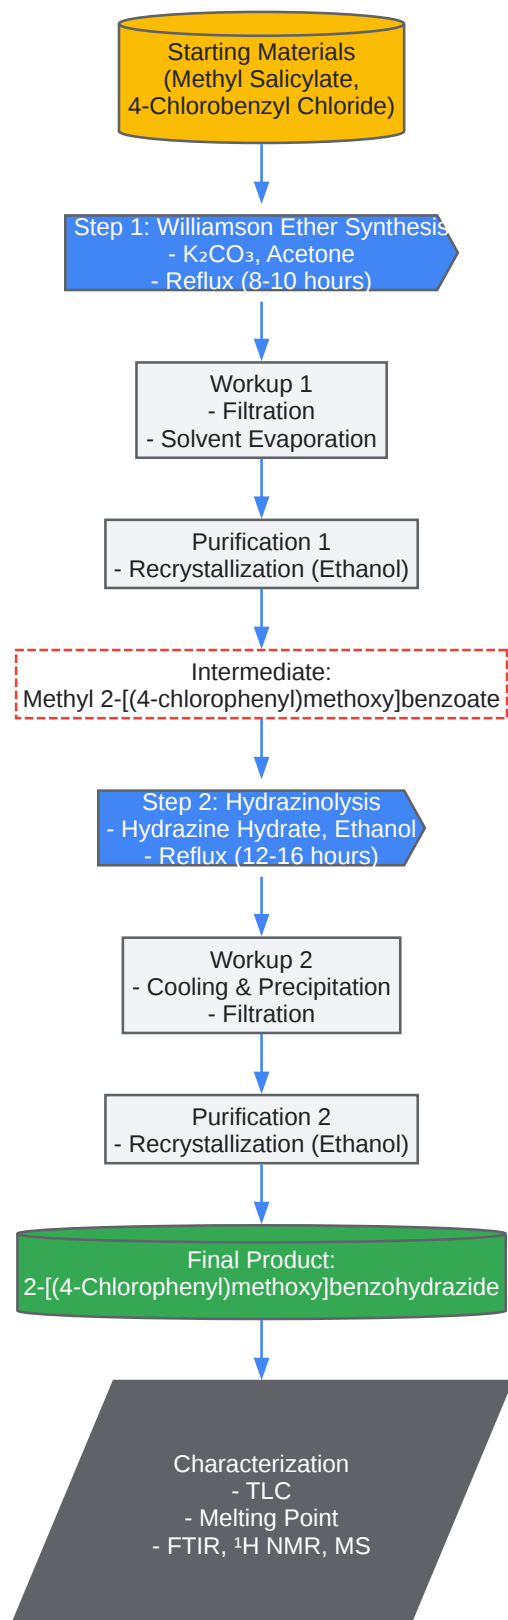 Starting Materials
(Methyl Salicylate,
4-Chlorobenzyl Chloride)
Step 1: Williamson Ether Synthesis
- K₂CO₃, Acetone
- Reflux (8-10 hours)
Workup 1
- Filtration
- Solvent Evaporation
Purification 1
- Recrystallization (Ethanol)
Intermediate:
Methyl 2-[(4-chlorophenyl)methoxy]benzoate
Step 2: Hydrazinolysis
- Hydrazine Hydrate, Ethanol
- Reflux (12-16 hours)
Workup 2
- Cooling & Precipitation
- Filtration
Purification 2
- Recrystallization (Ethanol)
Final Product:
2-[(4-Chlorophenyl)methoxy]benzohydrazide
Characterization
- TLC
- Melting Point
- FTIR, ¹H NMR, MS